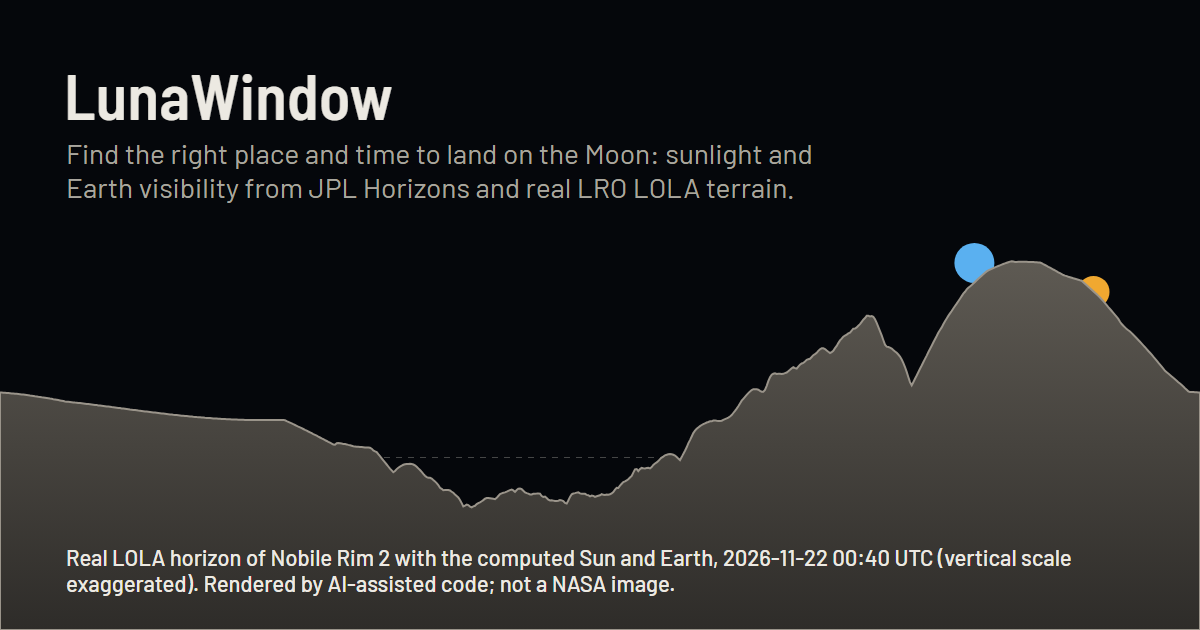 LunaWindow
Find the right place and time to land on the Moon: sunlight and
Earth visibility from JPL Horizons and real LRO LOLA terrain.
Real LOLA horizon of Nobile Rim 2 with the computed Sun and Earth, 2026-11-22 00:40 UTC (vertical scale
exaggerated). Rendered by AI-assisted code; not a NASA image.